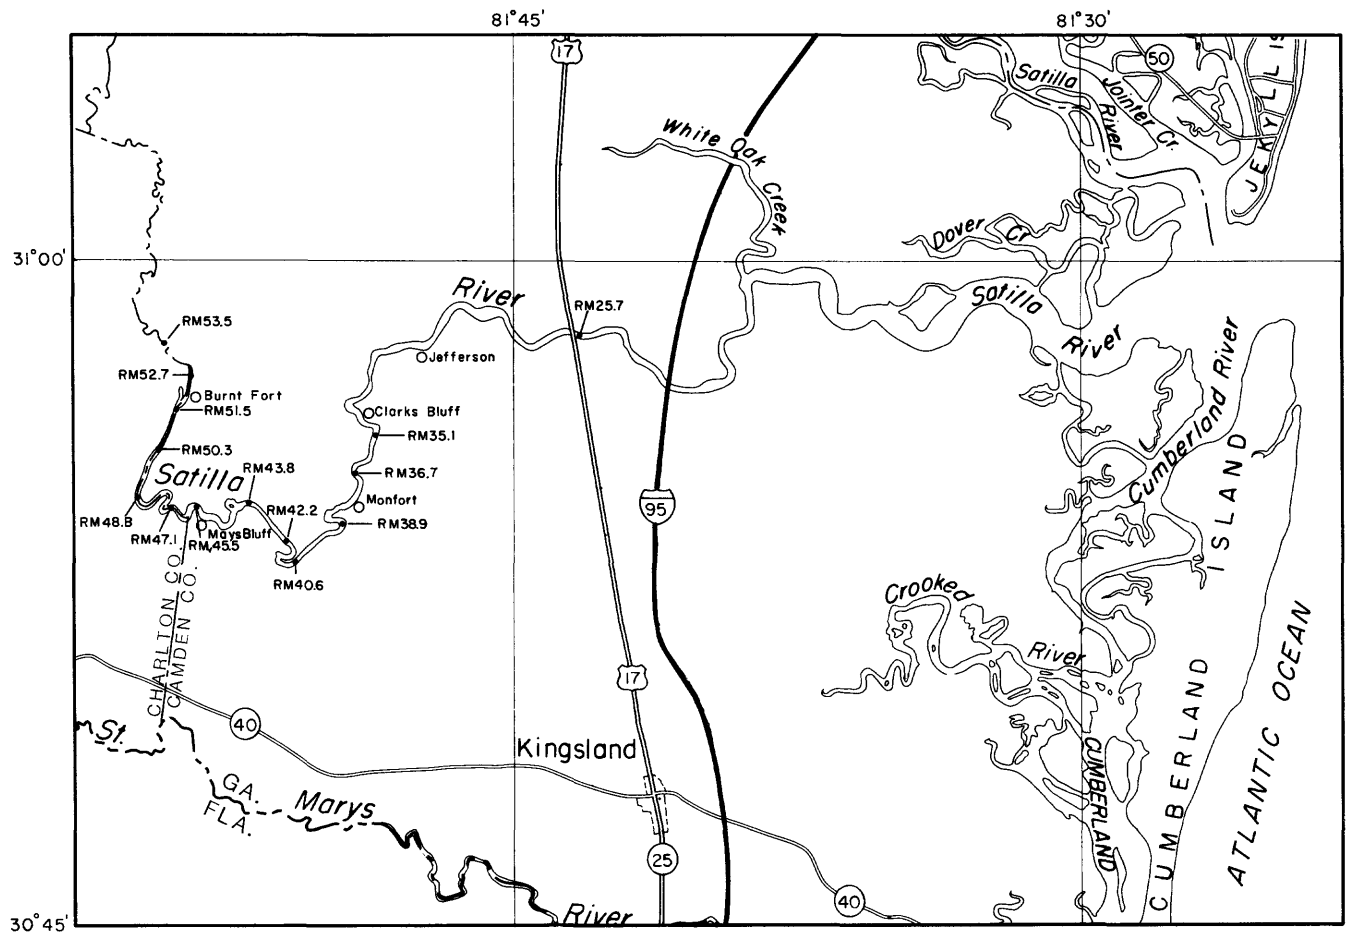 81°45'
81°30'
17
50
Satilla
River
Jointer Cr.
JEKYLL IS
White Oak
Creek
Dover Cr.
31°00'
River
Satilla
River
RM25.7
RM53.5
Jefferson
RM52.7
Burnt Fort
RM51.5
Clarks Bluff
RM35.1
RM50.3
Satilla
RM43.8
RM36.7
Monfort
RM48.8
RM42.2
RM38.9
RM47.1
RM45.5
Mays Bluff
RM40.6
95
Cumberland River
Cumberland River
ISLAND
Crooked
River
CHARLTON CO.
CAMDEN CO.
17
St.
40
Kingsland
GA.
FLA.
Marys
25
40
CUMBERLAND
CUMBERLAND
ATLANTIC OCEAN
30°45'
River